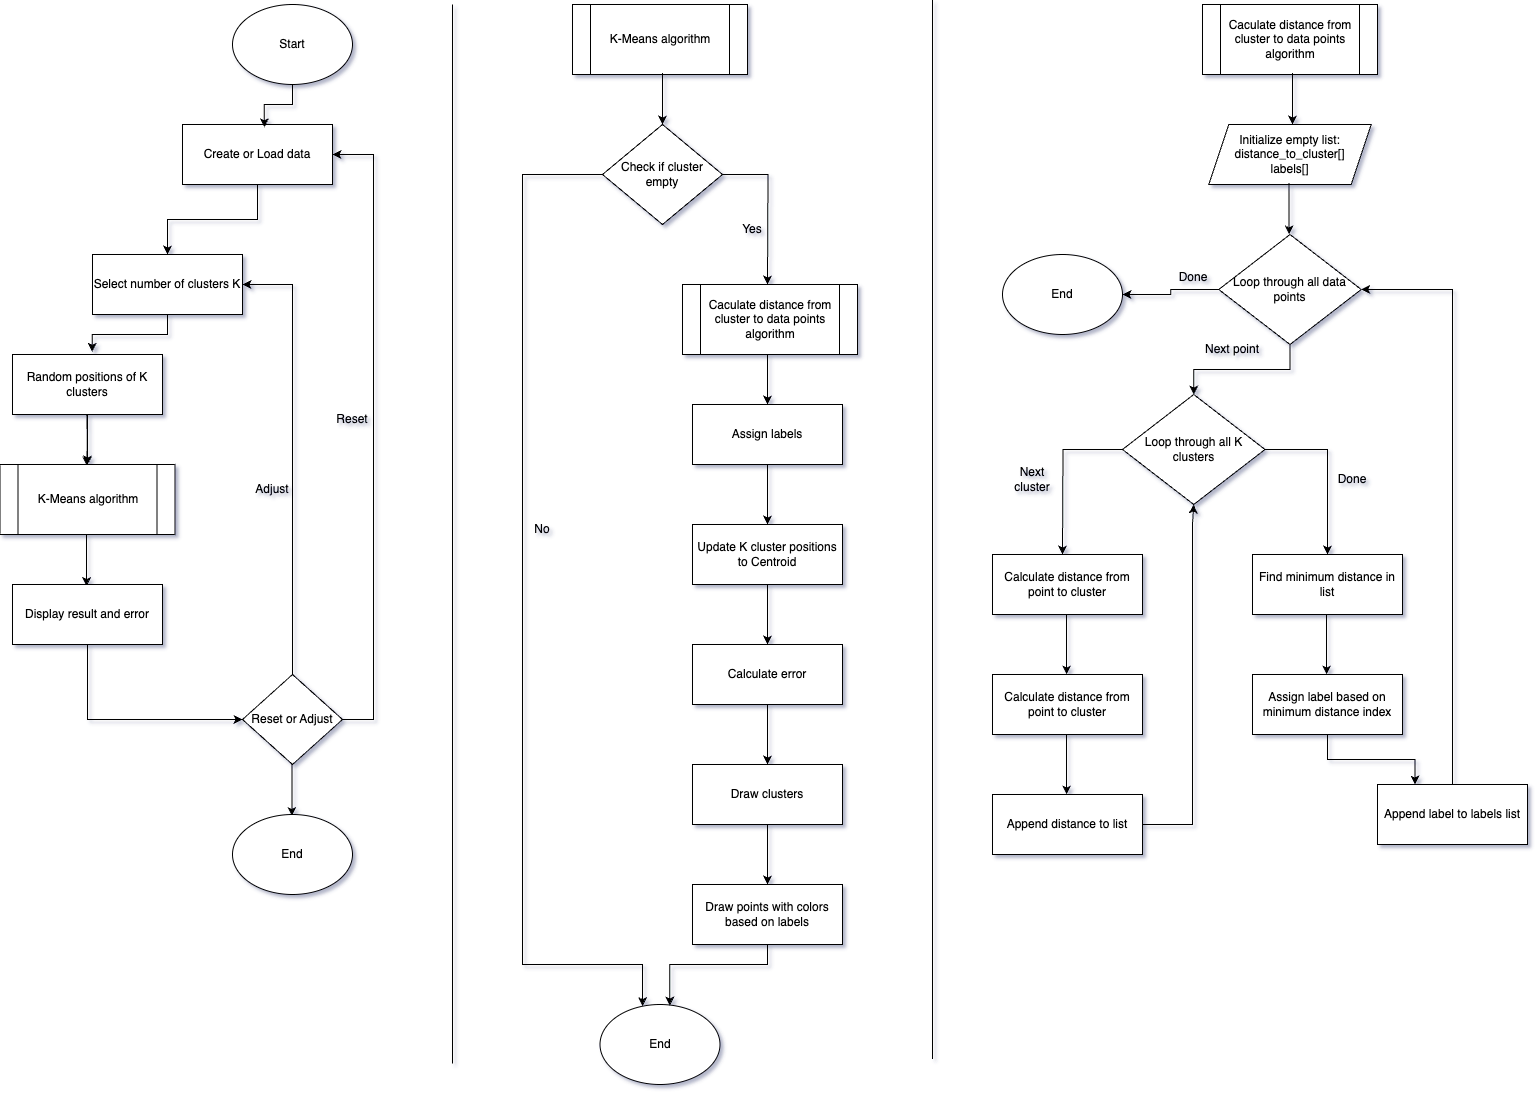 Start
Create or Load data
Select number of clusters K
Random positions of K
clusters
K-Means algorithm
Display result and error
Reset or Adjust
Adjust
Reset
End
K-Means algorithm
Check if cluster
empty
Yes
No
Caculate distance from
cluster to data points
algorithm
Assign labels
Update K cluster positions
to Centroid
Calculate error
Draw clusters
Draw points with colors
based on labels
End
Caculate distance from
cluster to data points
algorithm
Initialize empty list:
distance_to_cluster[]
labels[]
Loop through all data
points
Done
End
Next point
Loop through all K
clusters
Next
cluster
Done
Calculate distance from
point to cluster
Calculate distance from
point to cluster
Append distance to list
Find minimum distance in
list
Assign label based on
minimum distance index
Append label to labels list